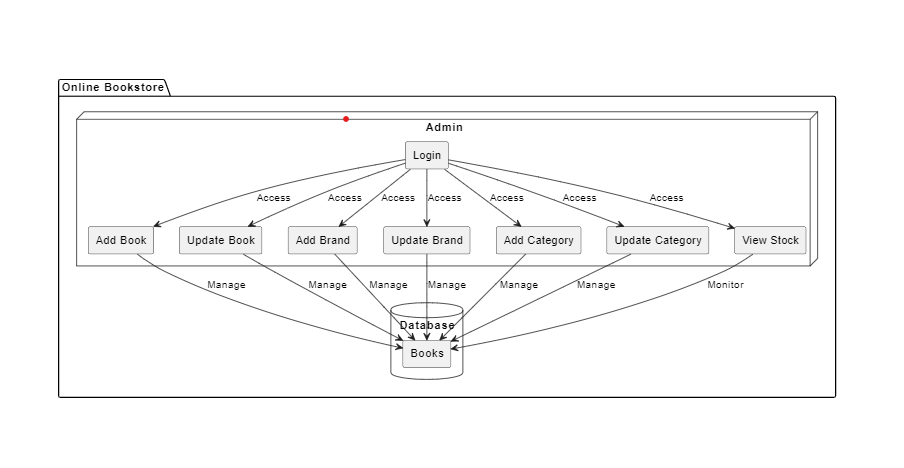 Online Bookstore
Admin
Login
Access Access Access Access Access Access Access
Add Book Update Book Add Brand Update Brand Add Category Update Category View Stock
Manage Manage Manage Manage Manage Manage Monitor
Database
Books